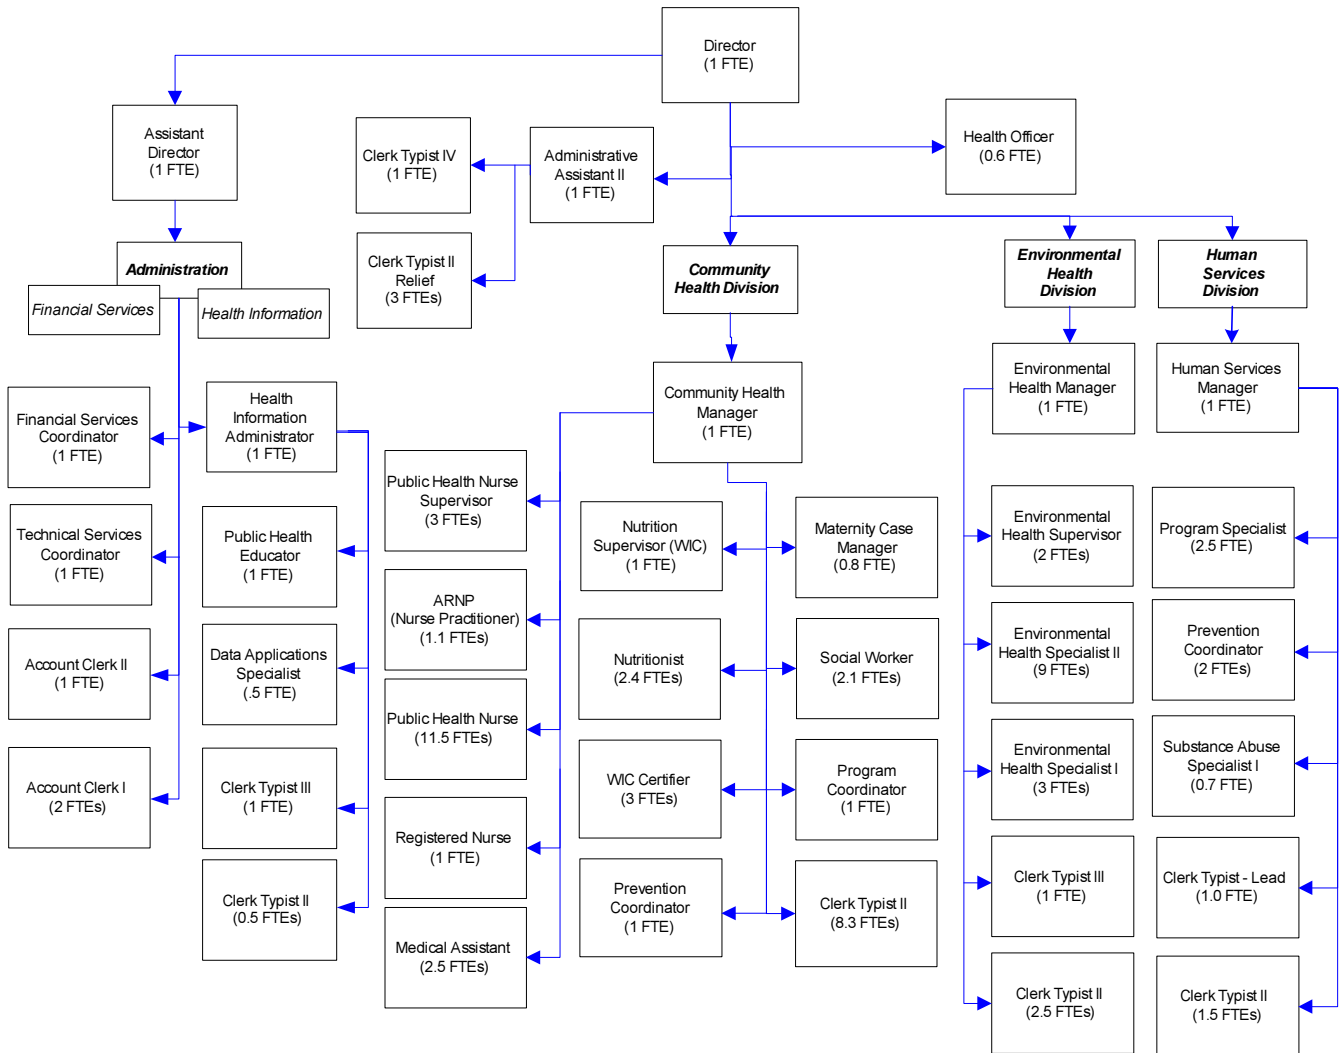 Director
(1 FTE)
Assistant
Director
(1 FTE)
Clerk Typist IV
(1 FTE)
Administrative
Assistant II
(1 FTE)
Health Officer
(0.6 FTE)
Clerk Typist II
Relief
(3 FTEs)
Administration
Financial Services
Health Information
Community
Health Division
Environmental
Health
Division
Human
Services
Division
Financial Services
Coordinator
(1 FTE)
Health
Information
Administrator
(1 FTE)
Community Health
Manager
(1 FTE)
Environmental
Health Manager
(1 FTE)
Human Services
Manager
(1 FTE)
Technical Services
Coordinator
(1 FTE)
Account Clerk II
(1 FTE)
Account Clerk I
(2 FTEs)
Public Health
Educator
(1 FTE)
Data Applications
Specialist
(.5 FTE)
Clerk Typist III
(1 FTE)
Clerk Typist II
(0.5 FTEs)
Public Health Nurse
Supervisor
(3 FTEs)
ARNP
(Nurse Practitioner)
(1.1 FTEs)
Public Health Nurse
(11.5 FTEs)
Registered Nurse
(1 FTE)
Medical Assistant
(2.5 FTEs)
Nutrition
Supervisor (WIC)
(1 FTE)
Nutritionist
(2.4 FTEs)
WIC Certifier
(3 FTEs)
Prevention
Coordinator
(1 FTE)
Maternity Case
Manager
(0.8 FTE)
Social Worker
(2.1 FTEs)
Program
Coordinator
(1 FTE)
Clerk Typist II
(8.3 FTEs)
Environmental
Health Supervisor
(2 FTEs)
Environmental
Health Specialist II
(9 FTEs)
Environmental
Health Specialist I
(3 FTEs)
Clerk Typist III
(1 FTE)
Clerk Typist II
(2.5 FTEs)
Program Specialist
(2.5 FTE)
Prevention
Coordinator
(2 FTE)
Substance Abuse
Specialist I
(0.7 FTE)
Clerk Typist - Lead
(1.0 FTE)
Clerk Typist II
(1.5 FTEs)